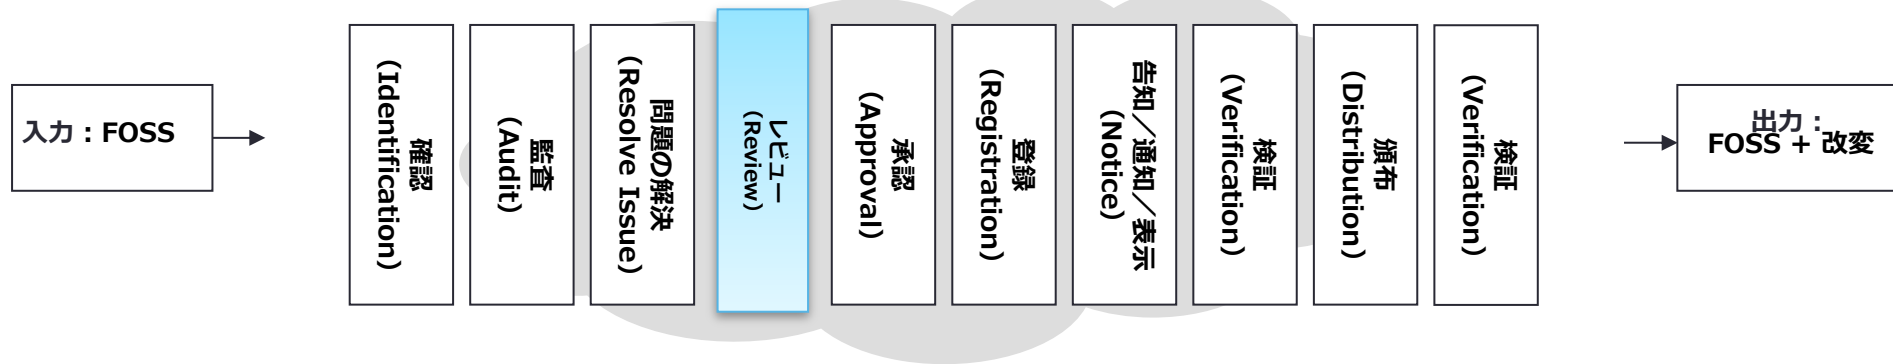 入力：FOSS
確認
(Identification)
監査
(Audit)
問題の解決
(Resolve Issue)
レビュー
(Review)
承認
(Approval)
登録
(Registration)
告知／通知／表示
(Notice)
検証
(Verification)
頒布
(Distribution)
検証
(Verification)
出力：
FOSS + 改変